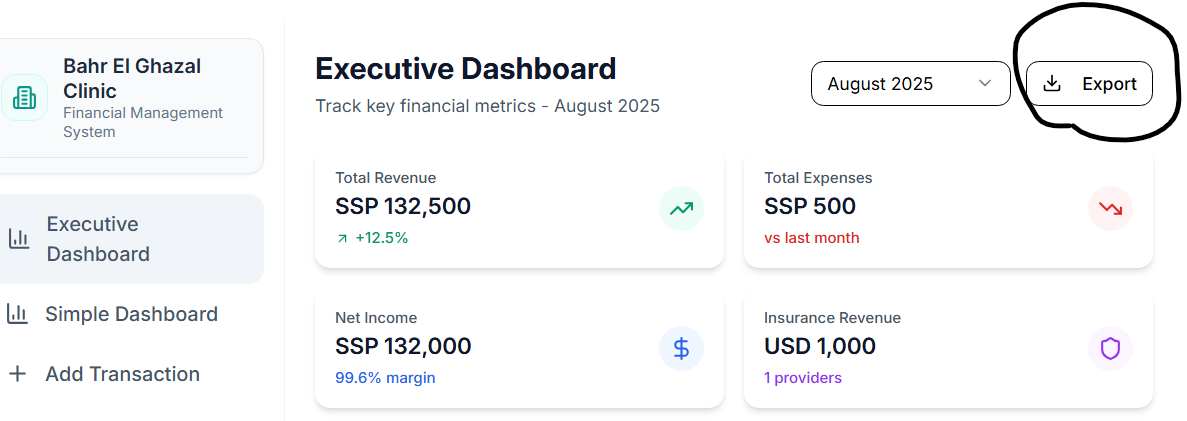 Bahr El Ghazal
Clinic
Financial Management
System
Executive
Dashboard
Simple Dashboard
Add Transaction
Executive Dashboard
Track key financial metrics - August 2025
August 2025
Export
Total Revenue
SSP 132,500
+12.5%
Total Expenses
SSP 500
vs last month
Net Income
SSP 132,000
99.6% margin
Insurance Revenue
USD 1,000
1 providers